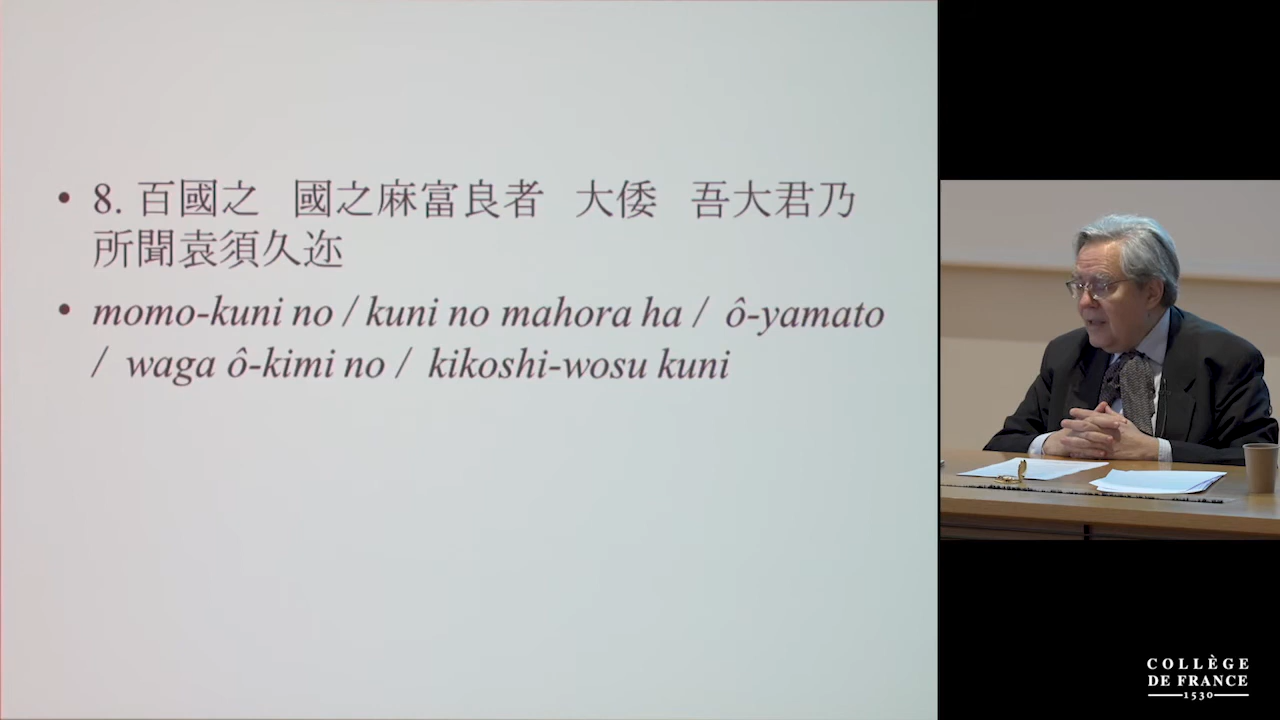 • 8. 百國之 國之麻富良者 大倭 吾大君乃
所聞袁須久迩
• momo-kuni no / kuni no mahora ha / ô-yamato
/ waga ô-kimi no / kikoshi-wosu kuni
COLLÈGE
DE FRANCE
1530